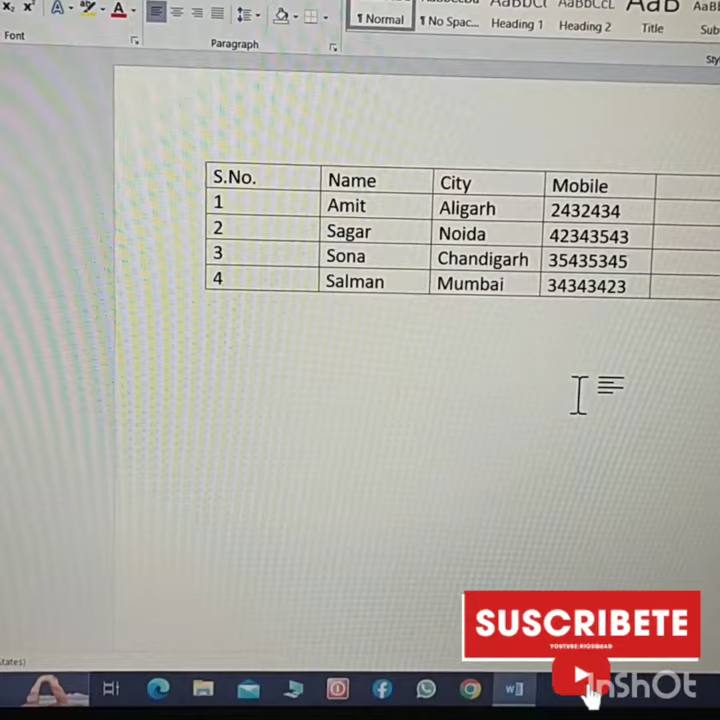 Font
Paragraph
¶ Normal
¶ No Spac...
Heading 1
Heading 2
Title
S.No. Name City Mobile
1 Amit Aligarh 2432434
2 Sagar Noida 42343543
3 Sona Chandigarh 35435345
4 Salman Mumbai 34343423
SUSCRIBETE
InShOt